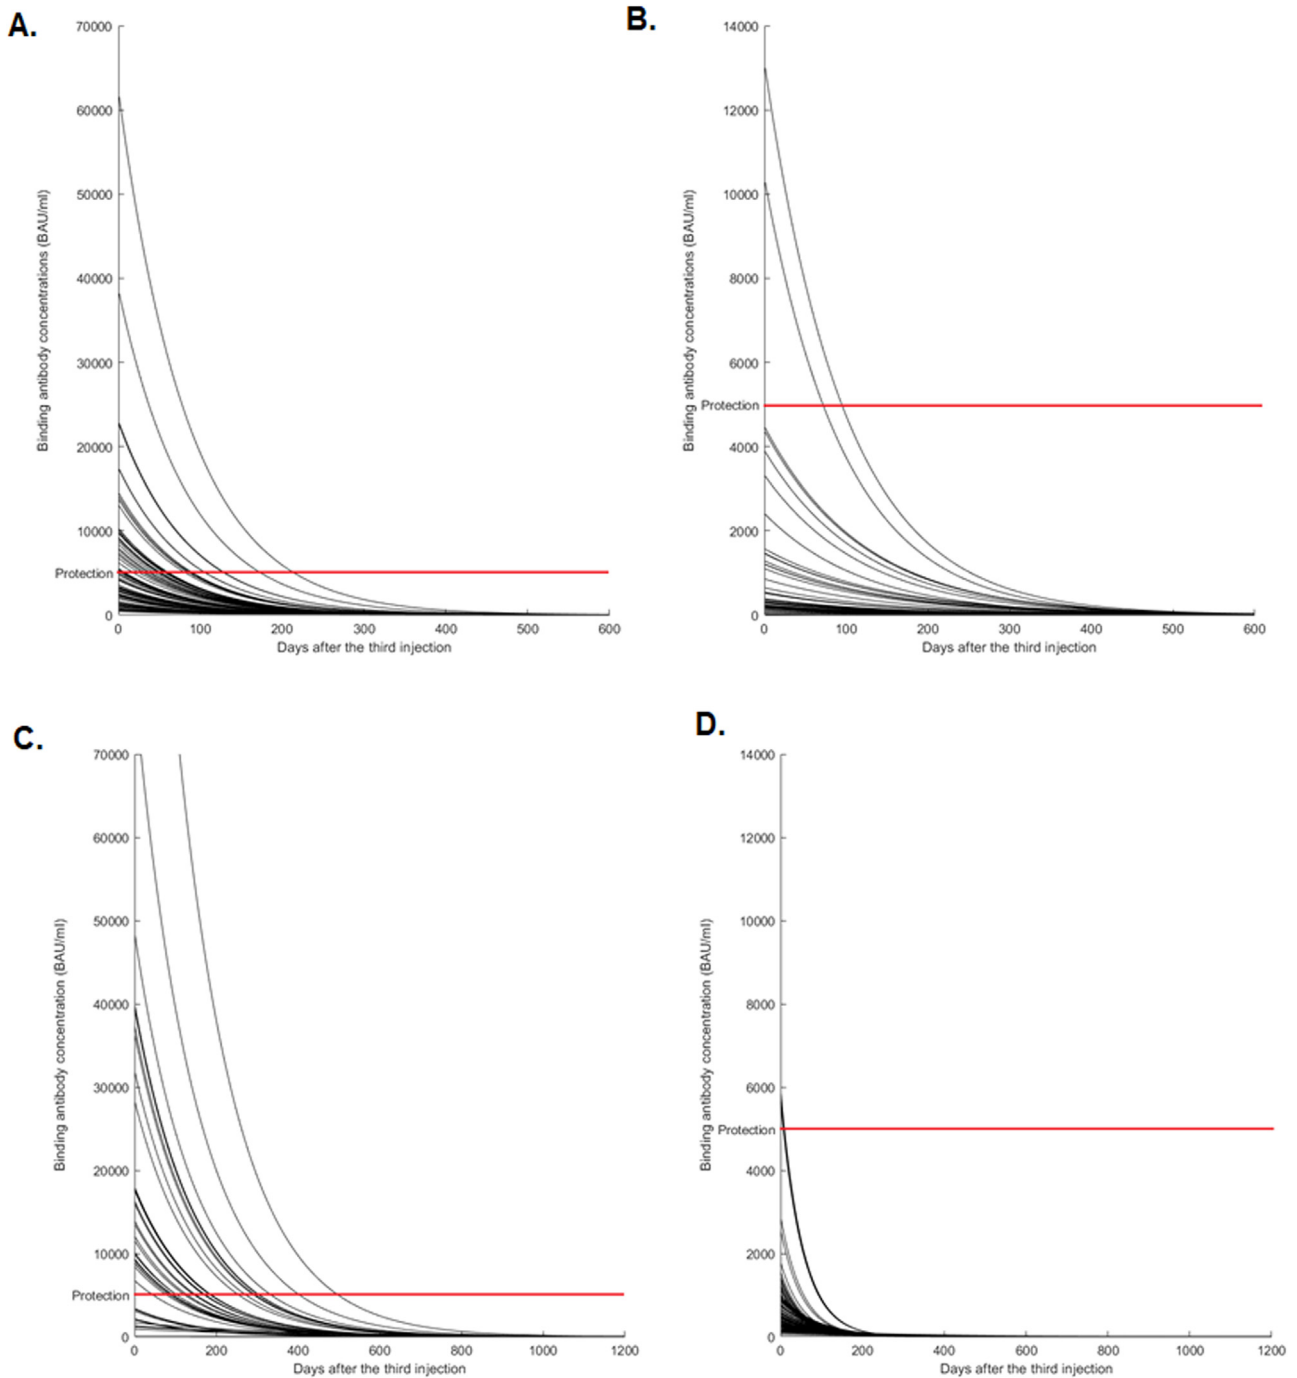 A.
70000
60000
50000
40000
30000
20000
10000
Protection
0
0 100 200 300 400 500 600
Days after the third injection
Binding antibody concentrations (BAU/ml)
B.
14000
12000
10000
8000
6000
Protection
4000
2000
0
0 100 200 300 400 500 600
Days after the third injection
Binding antibody concentrations (BAU/ml)
C.
70000
60000
50000
40000
30000
20000
10000
Protection
0
0 200 400 600 800 1000 1200
Days after the third injection
Binding antibody concentration (BAU/ml)
D.
14000
12000
10000
8000
6000
Protection
4000
2000
0
0 200 400 600 800 1000 1200
Days after the third injection
Binding antibody concentration (BAU/ml)